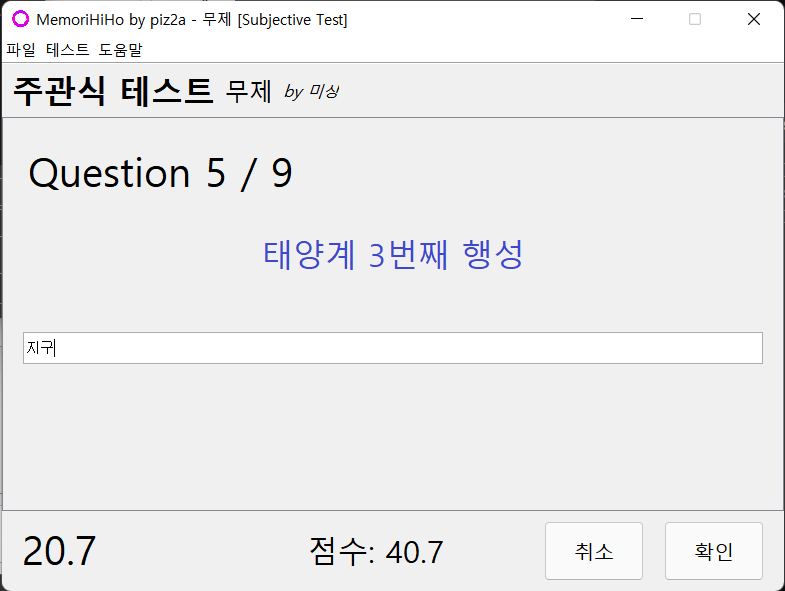 MemoriHiHo by piz2a - 무제 [Subjective Test]
파일 테스트 도움말
주관식 테스트 무제 by 미싱
Question 5 / 9
태양계 3번째 행성
지구
20.7 점수: 40.7 취소 확인